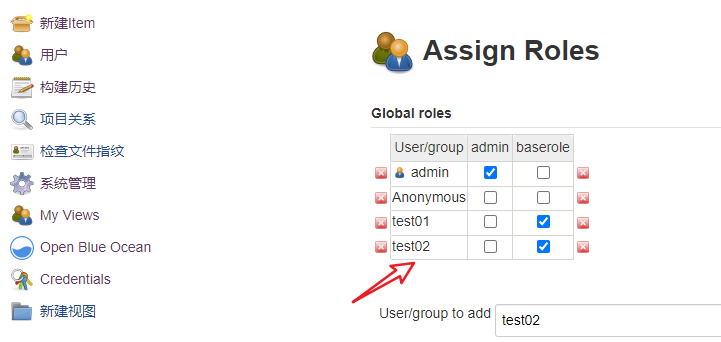 新建Item
用户
构建历史
项目关系
检查文件指纹
系统管理
My Views
Open Blue Ocean
Credentials
新建视图
Assign Roles
Global roles
User/group admin baserole
admin
Anonymous
test01
test02
User/group to add test02